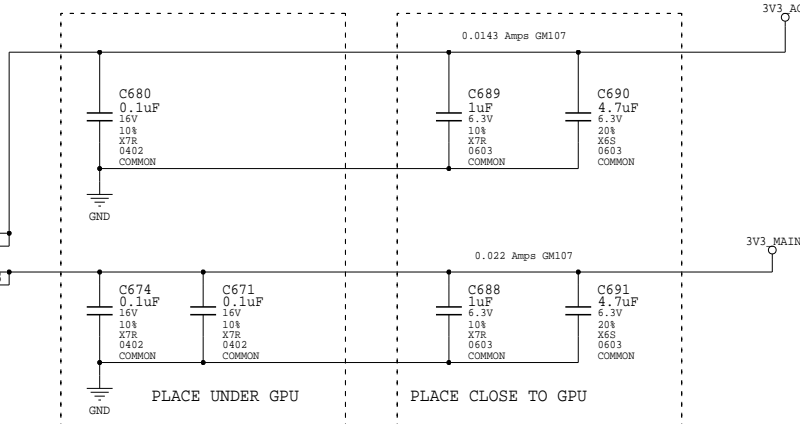 3V3_AO
0.0143 Amps GM107
C680
0.1uF
16V
10%
X7R
0402
COMMON
C689
1uF
6.3V
10%
X7R
0603
COMMON
C690
4.7uF
6.3V
20%
X6S
0603
COMMON
GND
3V3_MAIN
0.022 Amps GM107
C674
0.1uF
16V
10%
X7R
0402
COMMON
C671
0.1uF
16V
10%
X7R
0402
COMMON
C688
1uF
6.3V
10%
X7R
0603
COMMON
C691
4.7uF
6.3V
20%
X6S
0603
COMMON
GND
PLACE UNDER GPU
PLACE CLOSE TO GPU